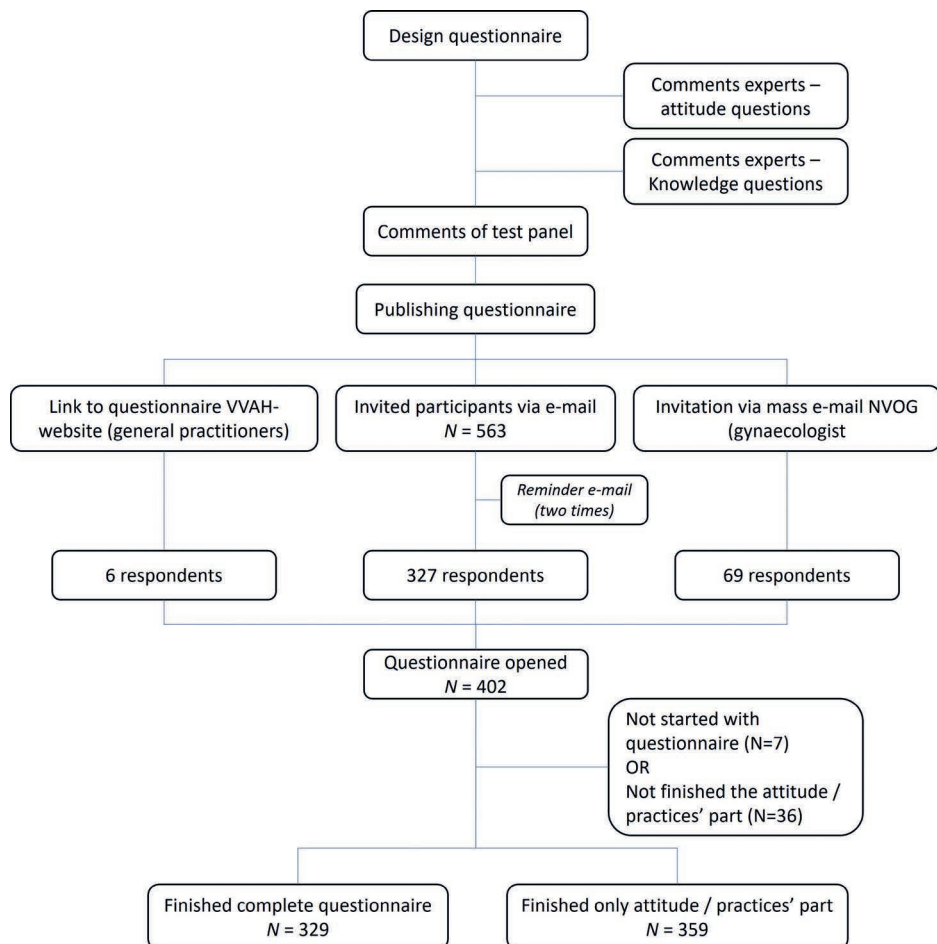 Design questionnaire
Comments experts –
attitude questions
Comments experts –
Knowledge questions
Comments of test panel
Publishing questionnaire
Link to questionnaire VVAH-
website (general practitioners)
Invited participants via e-mail
N = 563
Invitation via mass e-mail NVOG
(gynaecologist
Reminder e-mail
(two times)
6 respondents
327 respondents
69 respondents
Questionnaire opened
N = 402
Not started with
questionnaire (N=7)
OR
Not finished the attitude /
practices’ part (N=36)
Finished complete questionnaire
N = 329
Finished only attitude / practices’ part
N = 359